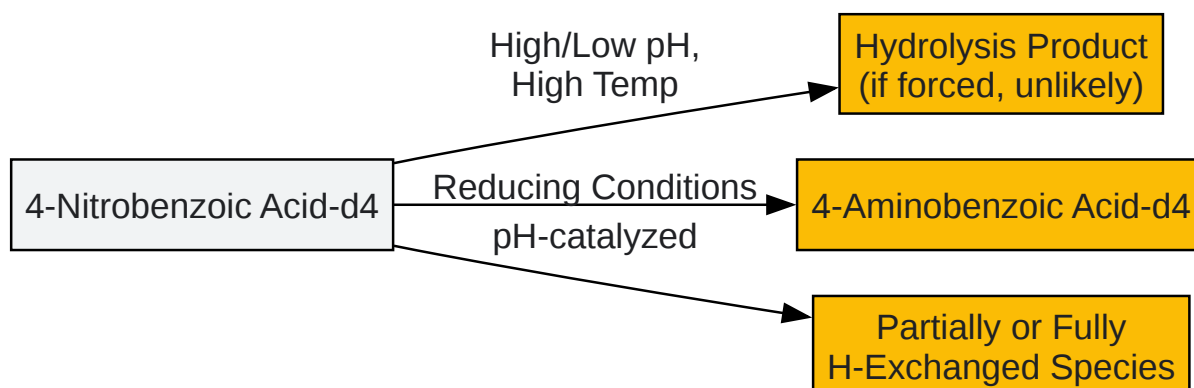 High/Low pH,
High Temp
Hydrolysis Product
(if forced, unlikely)
4-Nitrobenzoic Acid-d4
Reducing Conditions
4-Aminobenzoic Acid-d4
pH-catalyzed
Partially or Fully
H-Exchanged Species